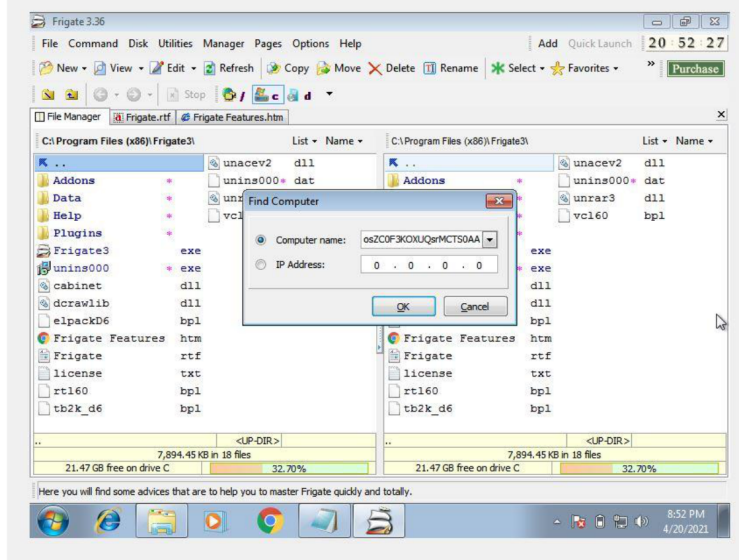 Frigate 3.36
File Command Disk Utilities Manager Pages Options Help Add Quick Launch 20:52:27
New View Edit Refresh Copy Move Delete Rename Select Favorites » Purchase
Stop / c d
File Manager Frigate.rtf Frigate Features.htm
C:\Program Files (x86)\Frigate3\ List Name C:\Program Files (x86)\Frigate3\ List Name
.. unacev2 dll .. unacev2 dll
Addons * unins000* dat Addons * unins000* dat
Data * unr unrar3 dll
Help * vcl vcl60 bpl
Plugins *
Frigate3 exe exe
unins000 * exe * exe
cabinet dll dll
dcrawlib dll dll
elpackD6 bpl bpl
Frigate Features htm Frigate Features htm
Frigate rtf Frigate rtf
license txt license txt
rtl60 bpl rtl60 bpl
tb2k_d6 bpl tb2k_d6 bpl
Find Computer
Computer name: osZC0F3KOXUQsrMCTS0AA
IP Address: 0 . 0 . 0 . 0
OK Cancel
.. <UP-DIR> .. <UP-DIR>
7,894.45 KB in 18 files 7,894.45 KB in 18 files
21.47 GB free on drive C 32.70% 21.47 GB free on drive C 32.70%
Here you will find some advices that are to help you to master Frigate quickly and totally.
8:52 PM
4/20/2021